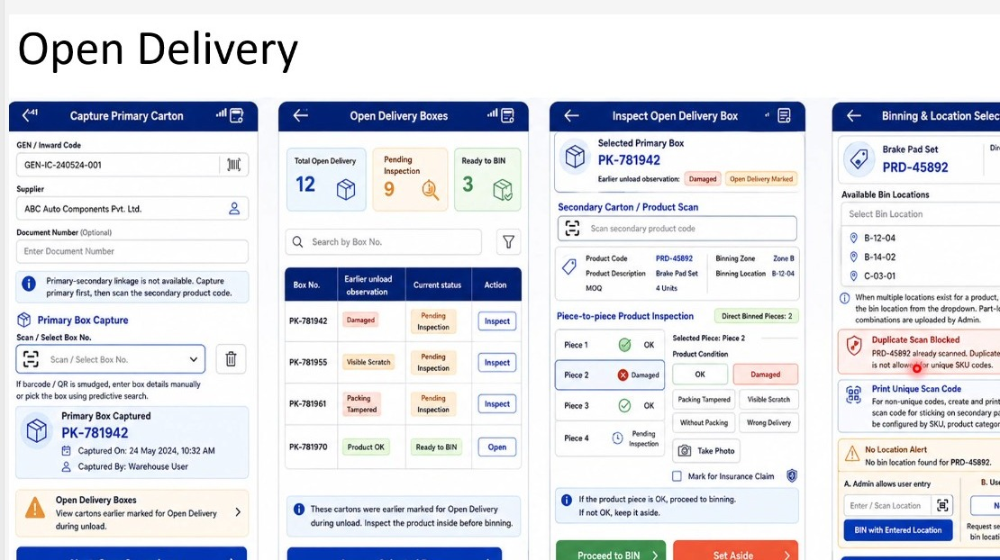 Open Delivery
Capture Primary Carton
GEN / Inward Code
GEN-IC-240524-001
Supplier
ABC Auto Components Pvt. Ltd.
Document Number (Optional)
Enter Document Number
Primary-secondary linkage is not available. Capture
primary first, then scan the secondary product code.
Primary Box Capture
Scan / Select Box No.
Scan / Select Box No.
If barcode / QR is smudged, enter box details manually
or pick the box using predictive search.
Primary Box Captured
PK-781942
Captured On: 24 May 2024, 10:32 AM
Captured By: Warehouse User
Open Delivery Boxes
View cartons earlier marked for Open Delivery
during unload.
Open Delivery Boxes
Total Open Delivery
12
Pending
Inspection
9
Ready to BIN
3
Search by Box No.
Box No.
Earlier unload
observation
Current status
Action
PK-781942
Damaged
Pending
Inspection
Inspect
PK-781955
Visible Scratch
Pending
Inspection
Inspect
PK-781961
Packing
Tampered
Pending
Inspection
Inspect
PK-781970
Product OK
Ready to BIN
Open
These cartons were earlier marked for Open Delivery
during unload. Inspect the product inside before binning.
Inspect Open Delivery Box
Selected Primary Box
PK-781942
Earlier unload observation:
Damaged
Open Delivery Marked
Secondary Carton / Product Scan
Scan secondary product code
Product Code PRD-45892
Product Description Brake Pad Set
MOQ 4 Units
Binning Zone Zone B
Binning Location B-12-04
Piece-to-piece Product Inspection
Direct Binned Pieces: 2
Piece 1 OK
Piece 2 Damaged
Piece 3 OK
Piece 4 Pending
Inspection
Selected Piece: Piece 2
Product Condition
OK
Damaged
Packing Tampered
Visible Scratch
Without Packing
Wrong Delivery
Take Photo
Mark for Insurance Claim
If the product piece is OK, proceed to binning.
If not OK, keep it aside.
Proceed to BIN
Set Aside
Binning & Location Selec
Brake Pad Set
PRD-45892
Available Bin Locations
Select Bin Location
B-12-04
B-14-02
C-03-01
When multiple locations exist for a product,
the bin location from the dropdown. Part-l
combinations are uploaded by Admin.
Duplicate Scan Blocked
PRD-45892 already scanned. Duplicate
is not allowed for unique SKU codes.
Print Unique Scan Code
For non-unique codes, create and print
scan code for sticking on secondary pa
be configured by SKU, product categor
No Location Alert
No bin location found for PRD-45892.
A. Admin allows user entry
Enter / Scan Location
BIN with Entered Location
B. Use
Request se
bin locati